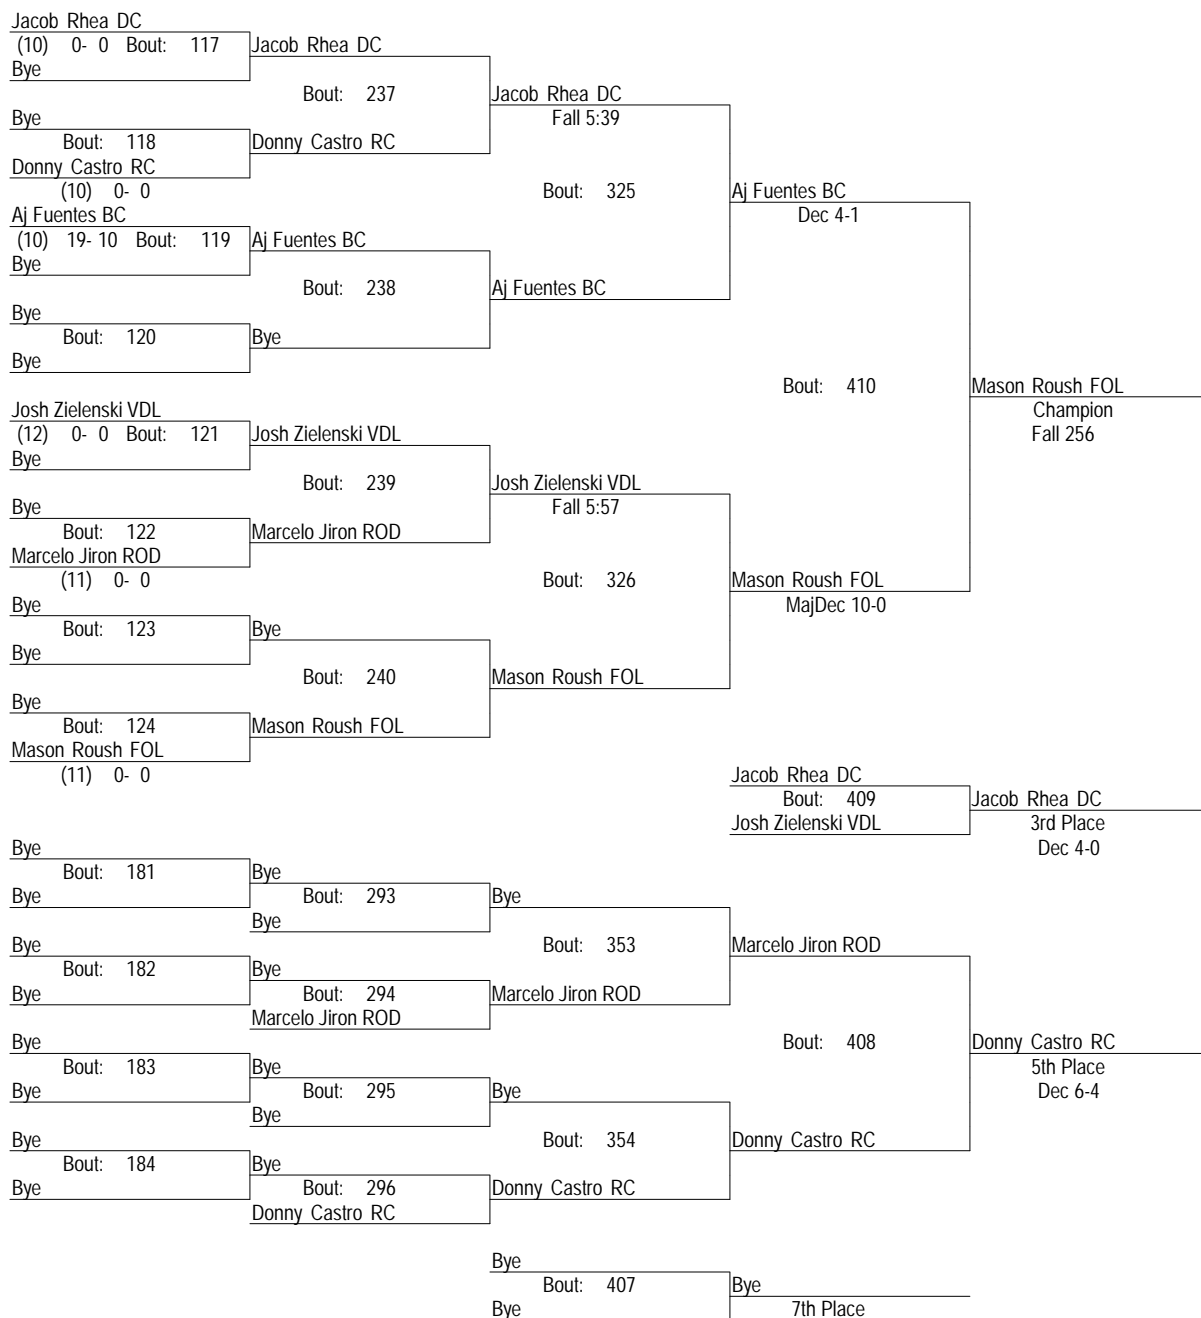 Jacob Rhea DC
(10) 0- 0 Bout: 117 Jacob Rhea DC
Bye
Bout: 237 Jacob Rhea DC
Fall 5:39
Bye
Bout: 118 Donny Castro RC
Donny Castro RC
(10) 0- 0
Bout: 325 Aj Fuentes BC
Dec 4-1
Aj Fuentes BC
(10) 19- 10 Bout: 119 Aj Fuentes BC
Bye
Bout: 238 Aj Fuentes BC
Bye
Bout: 120 Bye
Bye
Bout: 410 Mason Roush FOL
Champion
Fall 256
Josh Zielenski VDL
(12) 0- 0 Bout: 121 Josh Zielenski VDL
Bye
Bout: 239 Josh Zielenski VDL
Fall 5:57
Bye
Bout: 122 Marcelo Jiron ROD
Marcelo Jiron ROD
(11) 0- 0
Bout: 326 Mason Roush FOL
MajDec 10-0
Bye
Bout: 123 Bye
Bye
Bout: 240 Mason Roush FOL
Bye
Bout: 124 Mason Roush FOL
Mason Roush FOL
(11) 0- 0
Jacob Rhea DC
Bout: 409 Jacob Rhea DC
Josh Zielenski VDL 3rd Place
Dec 4-0
Bye
Bout: 181 Bye
Bye Bout: 293 Bye
Bye
Bye Bout: 353 Marcelo Jiron ROD
Bout: 182 Bye
Bye Bout: 294 Marcelo Jiron ROD
Marcelo Jiron ROD
Bye Bout: 408 Donny Castro RC
Bout: 183 Bye 5th Place
Bye Bout: 295 Bye Dec 6-4
Bye
Bye Bout: 354 Donny Castro RC
Bout: 184 Bye
Bye Bout: 296 Donny Castro RC
Donny Castro RC
Bye
Bout: 407 Bye
Bye 7th Place